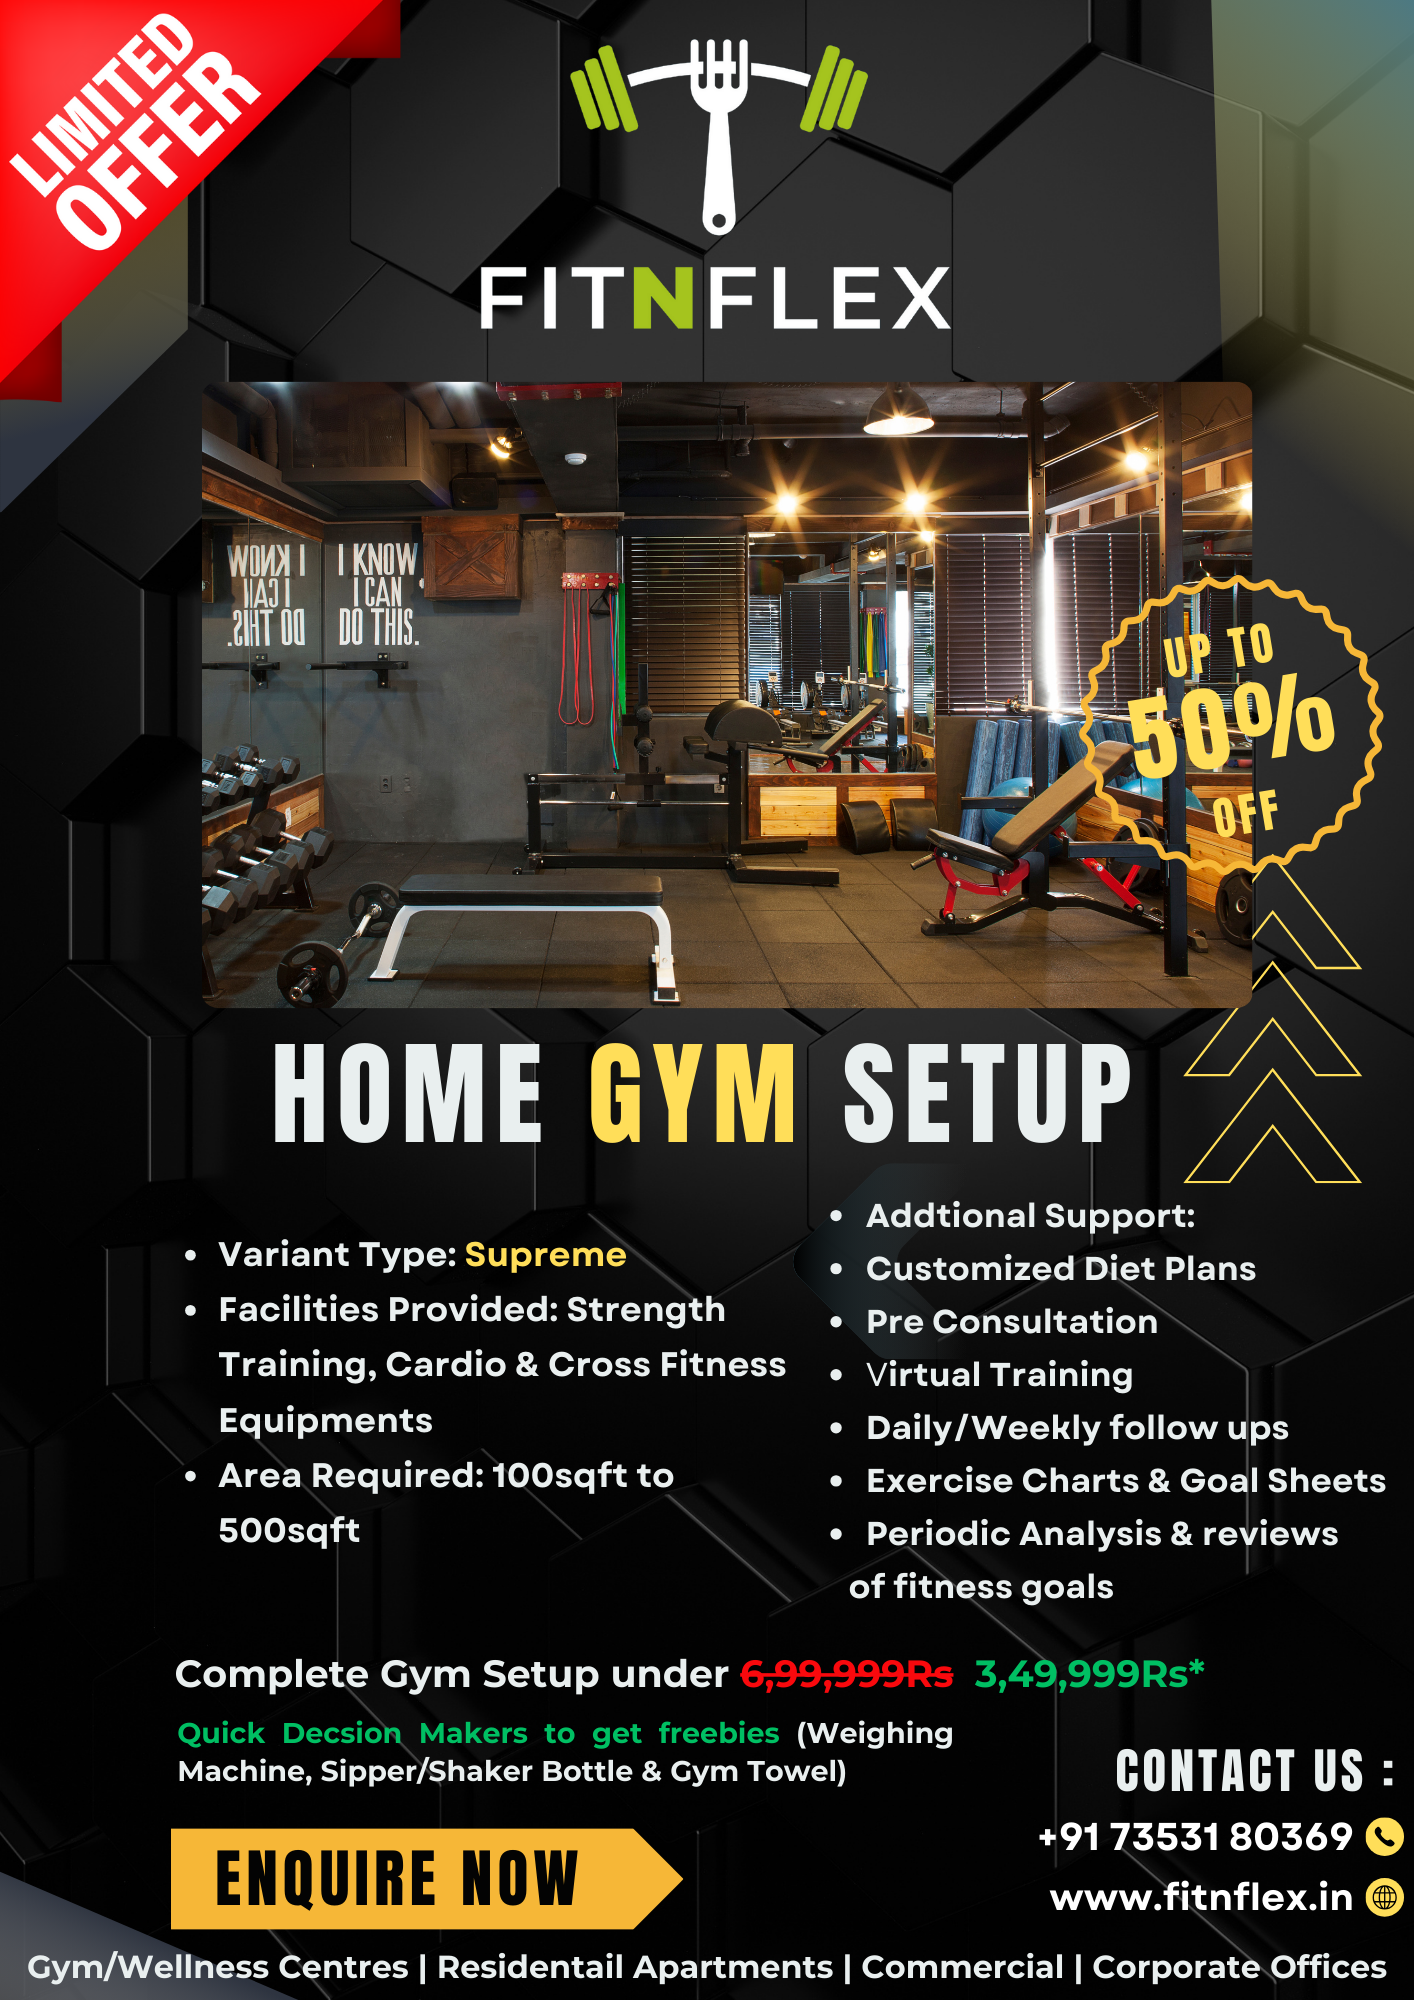 LIMITED
OFFER
FITNFLEX
I KNOW
I CAN
DO THIS.
I KNOW
I CAN
DO THIS.
UP TO
50%
OFF
HOME GYM SETUP
• Variant Type: Supreme
• Facilities Provided: Strength
Training, Cardio & Cross Fitness
Equipments
• Area Required: 100sqft to
500sqft
• Addtional Support:
• Customized Diet Plans
• Pre Consultation
• Virtual Training
• Daily/Weekly follow ups
• Exercise Charts & Goal Sheets
• Periodic Analysis & reviews
of fitness goals
Complete Gym Setup under 6,99,999Rs 3,49,999Rs*
Quick Decsion Makers to get freebies (Weighing
Machine, Sipper/Shaker Bottle & Gym Towel)
ENQUIRE NOW
CONTACT US :
+91 73531 80369
www.fitnflex.in
Gym/Wellness Centres | Residentail Apartments | Commercial | Corporate Offices